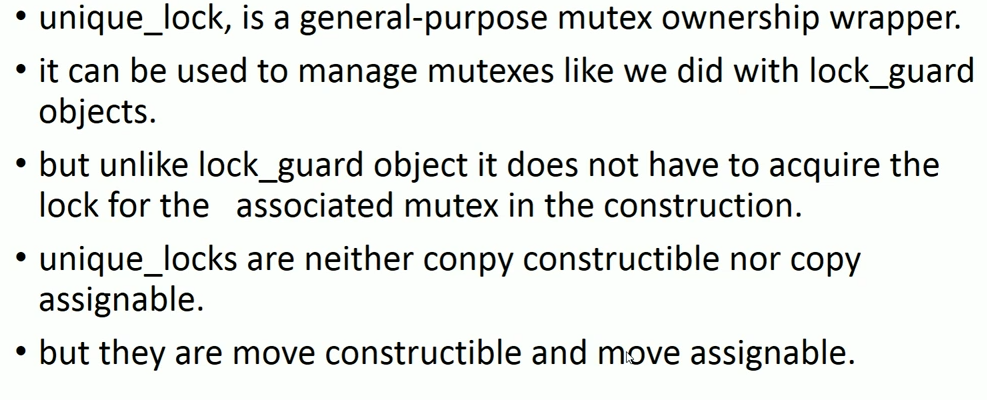 • unique_lock, is a general-purpose mutex ownership wrapper.
• it can be used to manage mutexes like we did with lock_guard
objects.
• but unlike lock_guard object it does not have to acquire the
lock for the   associated mutex in the construction.
• unique_locks are neither conpy constructible nor copy
assignable.
• but they are move constructible and move assignable.